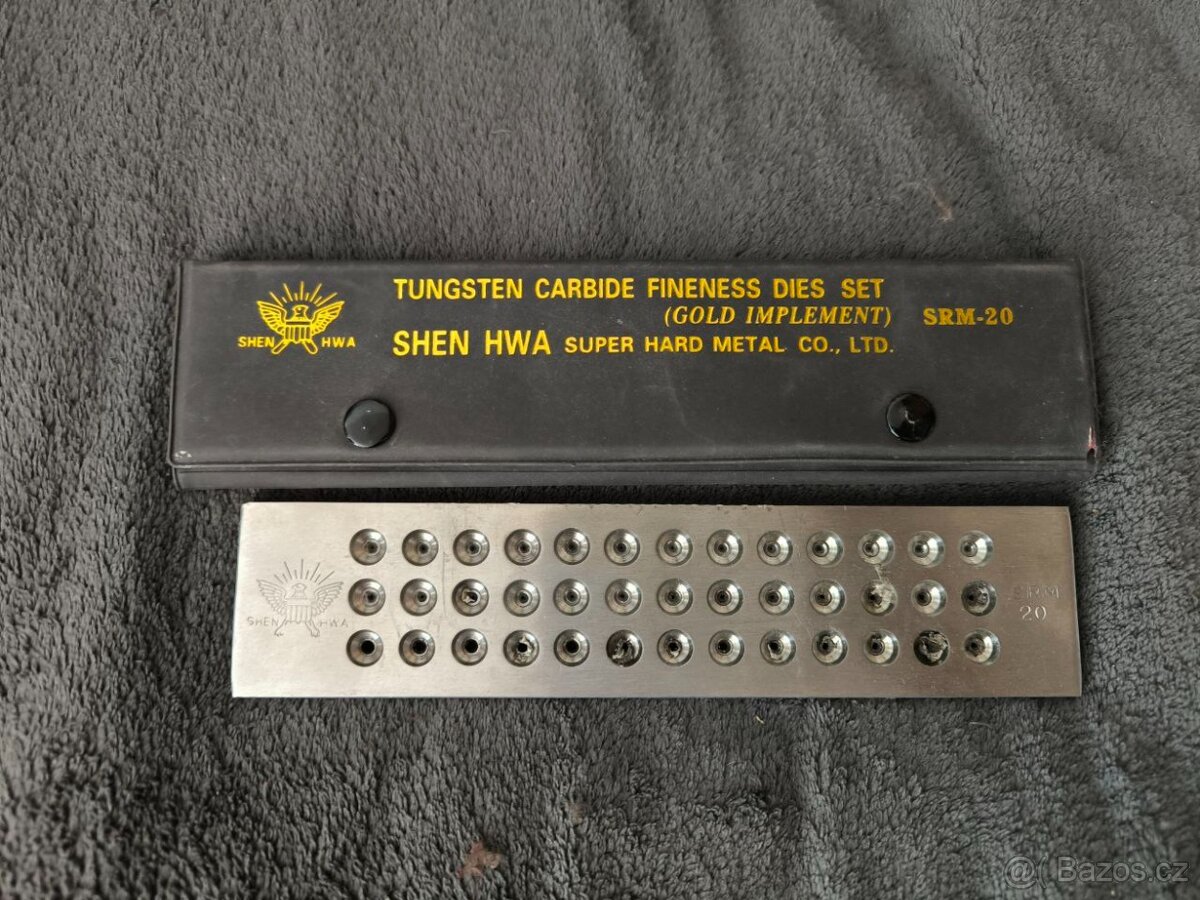 TUNGSTEN CARBIDE FINENESS DIES SET
(GOLD IMPLEMENT) SRM-20
SHEN HWA
SHEN HWA SUPER HARD METAL CO., LTD.
SHEN HWA
SRM
20
@ Bazos.cz